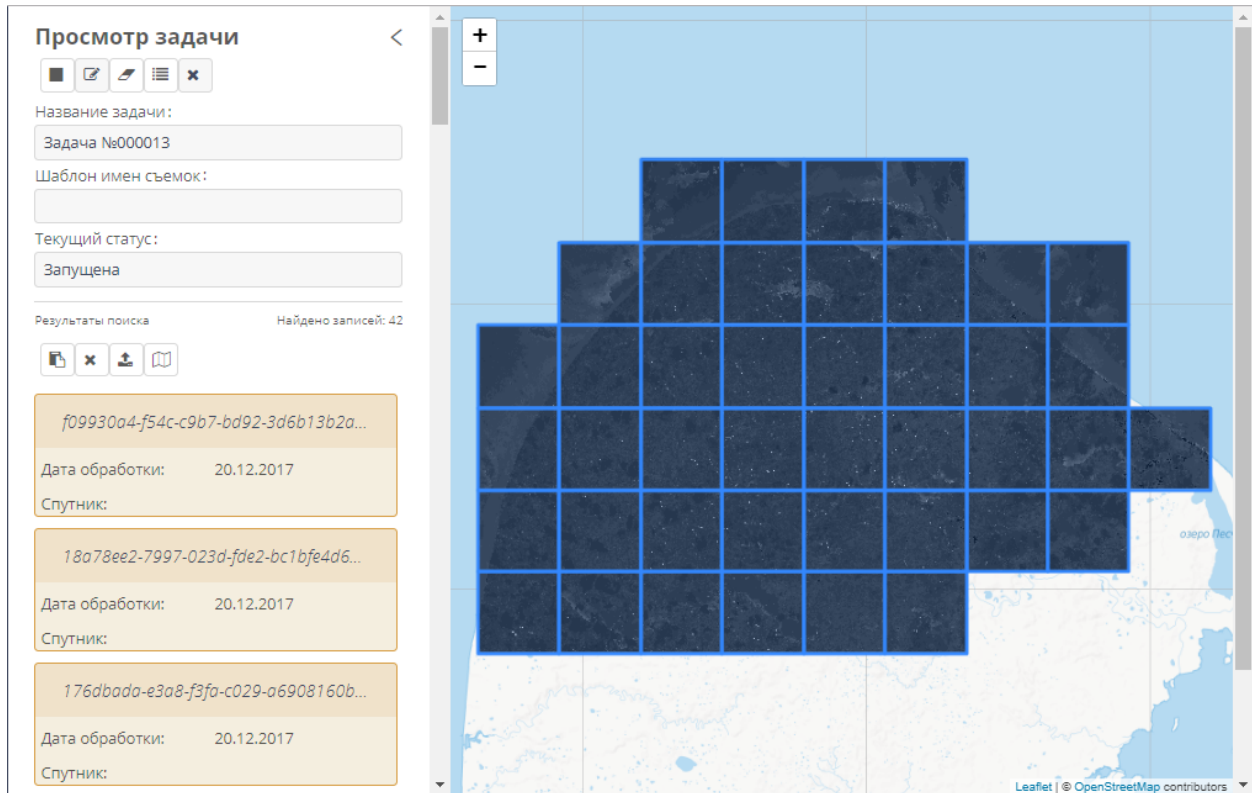 Просмотр задачи
Название задачи:
Задача №000013
Шаблон имен съемок:
Текущий статус:
Запущена
Результаты поиска Найдено записей: 42
f09930a4-f54c-c9b7-bd92-3d6b13b2a...
Дата обработки: 20.12.2017
Спутник:
18a78ee2-7997-023d-fde2-bc1bfe4d6...
Дата обработки: 20.12.2017
Спутник:
176dbada-e3a8-f3fa-c029-a6908160b...
Дата обработки: 20.12.2017
Спутник:
+
−
озеро Песч
Leaflet | © OpenStreetMap contributors